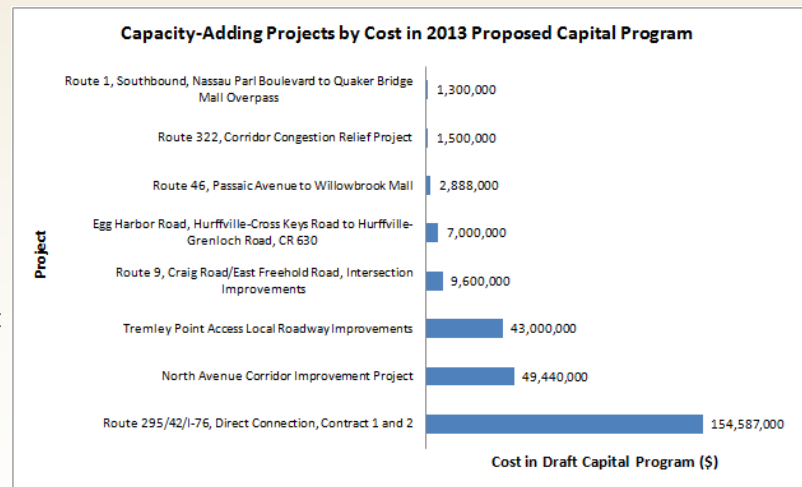 Capacity-Adding Projects by Cost in 2013 Proposed Capital Program
Route 1, Southbound, Nassau Parl Boulevard to Quaker Bridge
Mall Overpass
1,300,000
Route 322, Corridor Congestion Relief Project
1,500,000
Route 46, Passaic Avenue to Willowbrook Mall
2,888,000
Egg Harbor Road, Hurffville-Cross Keys Road to Hurffville-
Grenloch Road, CR 630
7,000,000
Route 9, Craig Road/East Freehold Road, Intersection
Improvements
9,600,000
Tremley Point Access Local Roadway Improvements
43,000,000
North Avenue Corridor Improvement Project
49,440,000
Route 295/42/I-76, Direct Connection, Contract 1 and 2
154,587,000
Project
Cost in Draft Capital Program ($)